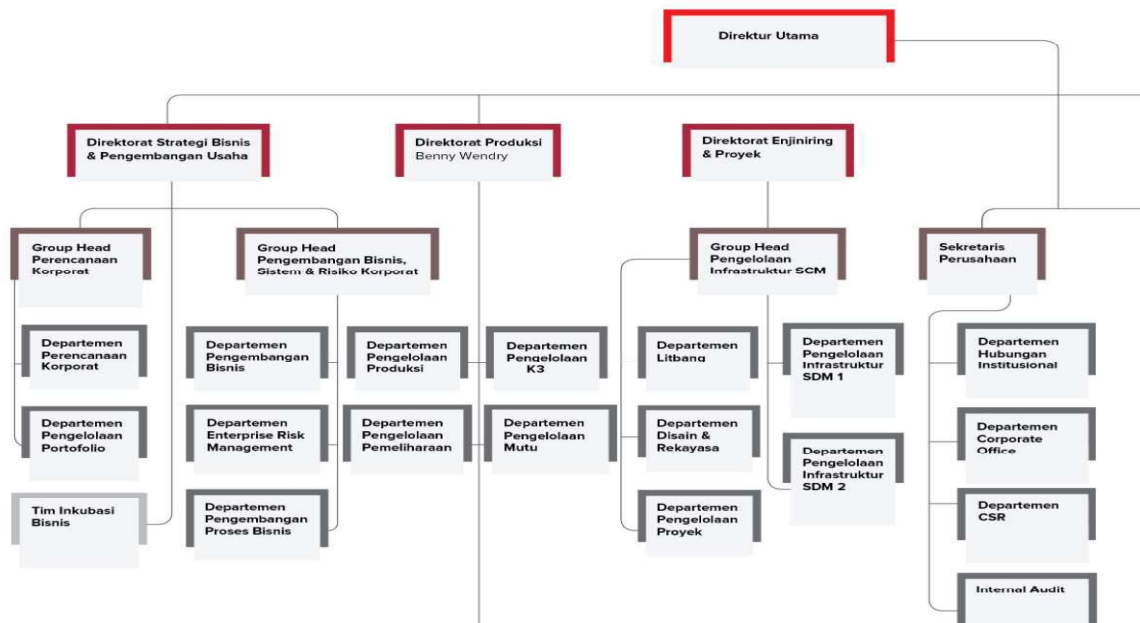 Direktur Utama
Direktorat Strategi Bisnis
& Pengembangan Usaha
Direktorat Produksi
Benny Wendry
Direktorat Enjiniring
& Proyek
Group Head
Perencanaan
Korporat
Group Head
Pengembangan Bisnis,
Sistem & Risiko Korporat
Group Head
Pengelolaan
Infrastruktur SCM
Sekretaris
Perusahaan
Departemen
Perencanaan
Korporat
Departemen
Pengembangan
Bisnis
Departemen
Pengelolaan
Produksi
Departemen
Pengelolaan
K3
Departemen
Litbang
Departemen
Pengelolaan
Infrastruktur
SDM 1
Departemen
Hubungan
Institusional
Departemen
Pengelolaan
Portofolio
Departemen
Enterprise Risk
Management
Departemen
Pengelolaan
Pemeliharaan
Departemen
Pengelolaan
Mutu
Departemen
Disain &
Rekayasa
Departemen
Pengelolaan
Infrastruktur
SDM 2
Departemen
Corporate
Office
Tim Inkubasi
Bisnis
Departemen
Pengembangan
Proses Bisnis
Departemen
Pengelolaan
Proyek
Departemen
CSR
Internal Audit